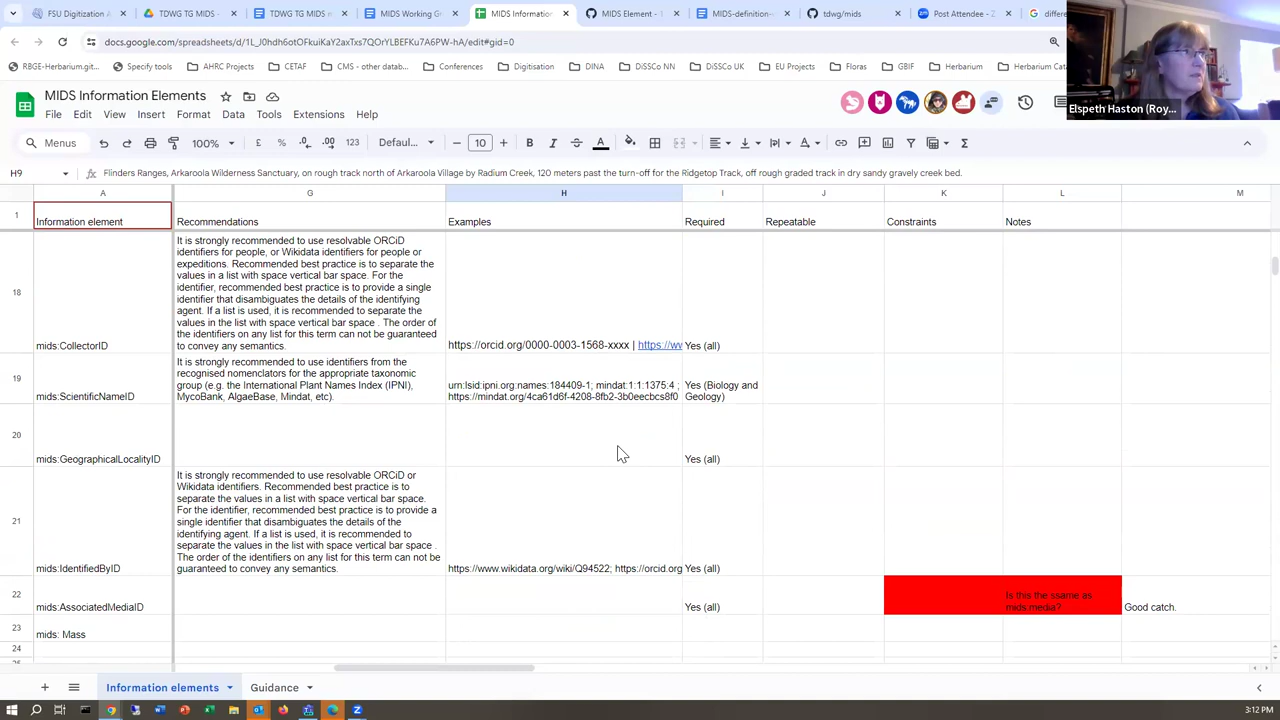 FSU Digitization A
TDWG TG MIDS
TDWG TG MIDS m
MIDS Working Gr
MIDS Information
MIDS Element - 1
MIDS-definition-
tdwg/mids
Post Attendee - Z
differe
docs.google.com/spreadsheets/d/1L_J0hdh6otOFkuiKaY2axTxs7QOrYLBEFKu7A6PW-hA/edit#gid=0
RBGE-Herbarium.git...
Specify tools
AHRC Projects
CETAF
CMS - other datab...
Conferences
Digitisation
DINA
DiSSCo NN
DiSSCo UK
EU Projects
Floras
GBIF
Herbarium
Herbarium Cata
MIDS Information Elements
File Edit View Insert Format Data Tools Extensions Help
Elspeth Haston (Roy...
Menus 100% £ % .0 .00 123 Defaul... 10 B I A
H9
Flinders Ranges, Arkaroola Wilderness Sanctuary, on rough track north of Arkaroola Village by Radium Creek, 120 meters past the turn-off for the Ridgetop Track, off rough graded track in dry sandy gravely creek bed.
A G H I J K L M
1 Information element Recommendations Examples Required Repeatable Constraints Notes
It is strongly recommended to use resolvable ORCiD
identifiers for people, or Wikidata identifiers for people or
expeditions. Recommended best practice is to separate the
values in a list with space vertical bar space. For the
identifier, recommended best practice is to provide a single
identifier that disambiguates the details of the identifying
agent. If a list is used, it is recommended to separate the
values in the list with space vertical bar space . The order of
the identifiers on any list for this term can not be guaranteed
to convey any semantics.
18 mids:CollectorID
https://orcid.org/0000-0003-1568-xxxx | https://ww
Yes (all)
It is strongly recommended to use identifiers from the
recognised nomenclators for the appropriate taxonomic
group (e.g. the International Plant Names Index (IPNI),
MycoBank, AlgaeBase, Mindat, etc).
19 mids:ScientificNameID
urn:lsid:ipni.org:names:184409-1; mindat:1:1:1375:4 ;
https://mindat.org/4ca61d6f-4208-8fb2-3b0eecbcs8f0
Yes (Biology and
Geology)
20 mids:GeographicalLocalityID
Yes (all)
It is strongly recommended to use resolvable ORCiD or
Wikidata identifiers. Recommended best practice is to
separate the values in a list with space vertical bar space.
For the identifier, recommended best practice is to provide a
single identifier that disambiguates the details of the
identifying agent. If a list is used, it is recommended to
separate the values in the list with space vertical bar space .
The order of the identifiers on any list for this term can not be
guaranteed to convey any semantics.
21 mids:IdentifiedByID
https://www.wikidata.org/wiki/Q94522; https://orcid.org
Yes (all)
22 mids:AssociatedMediaID
Yes (all)
Is this the ssame as
mids:media?
Good catch.
23 mids: Mass
24
Information elements
Guidance
3:12 PM